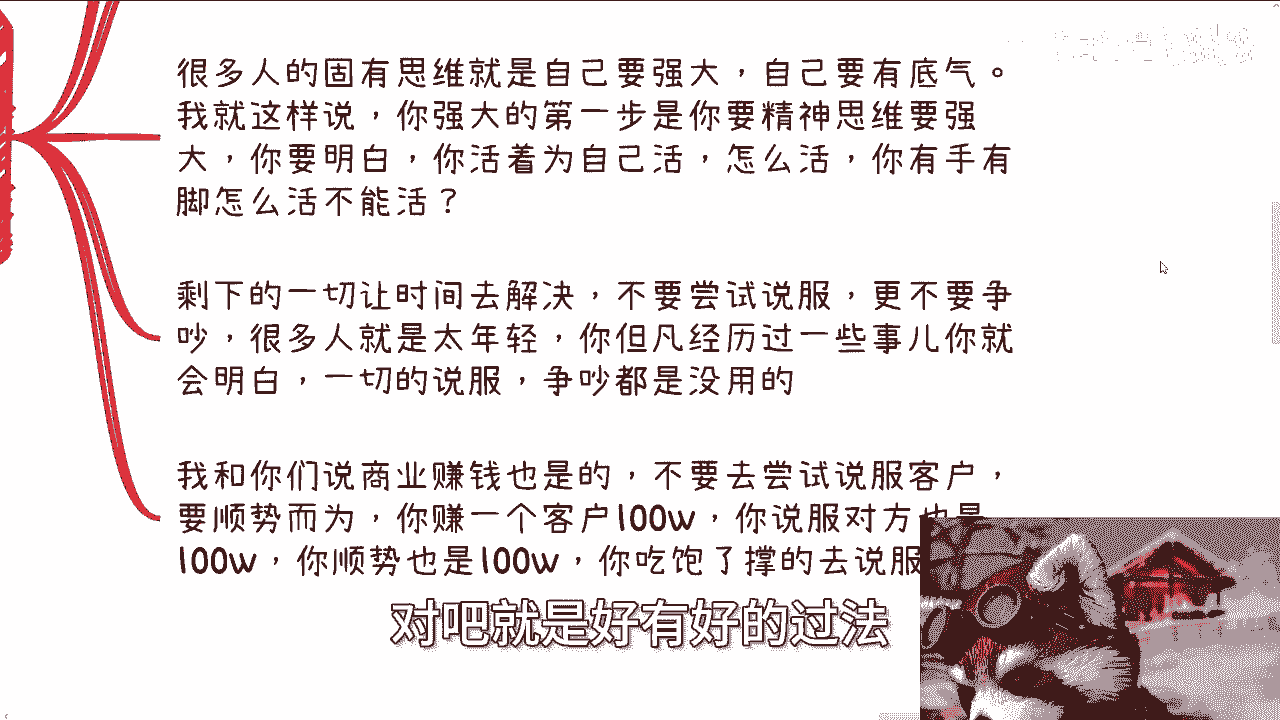 很多人的固有思维就是自己要强大，自己要有底气。
我就这样说，你强大的第一步是你要精神思维要强
大，你要明白，你活着为自己活，怎么活，你有手有
脚怎么活不能活？
剩下的一切让时间去解决，不要尝试说服，更不要争
吵，很多人就是太年轻，你但凡经历过一些事儿你就
会明白，一切的说服，争吵都是没用的
我和你们说商业赚钱也是的，不要去尝试说服客户，
要顺势而为，你赚一个客户100w，你说服对方也是
100w，你顺势也是100w，你吃饱了撑的去说服
对吧就是好有好的过法